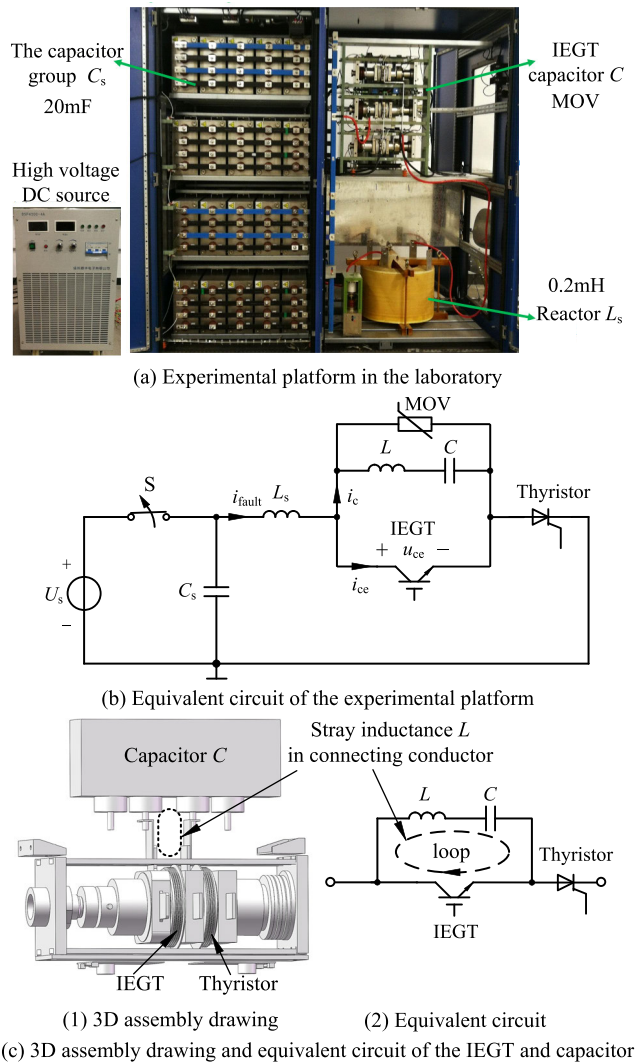 The capacitor
group Cs
20mF
IEGT
capacitor C
MOV
High voltage
DC source
0.2mH
Reactor Ls
(a) Experimental platform in the laboratory
MOV
L
C
S
ifault
Ls
ic
Thyristor
IEGT
+ uce −
ice
+
Us
−
Cs
(b) Equivalent circuit of the experimental platform
Capacitor C
Stray inductance L
in connecting conductor
L
C
loop
Thyristor
IEGT
IEGT
Thyristor
(1) 3D assembly drawing
(2) Equivalent circuit
(c) 3D assembly drawing and equivalent circuit of the IEGT and capacitor